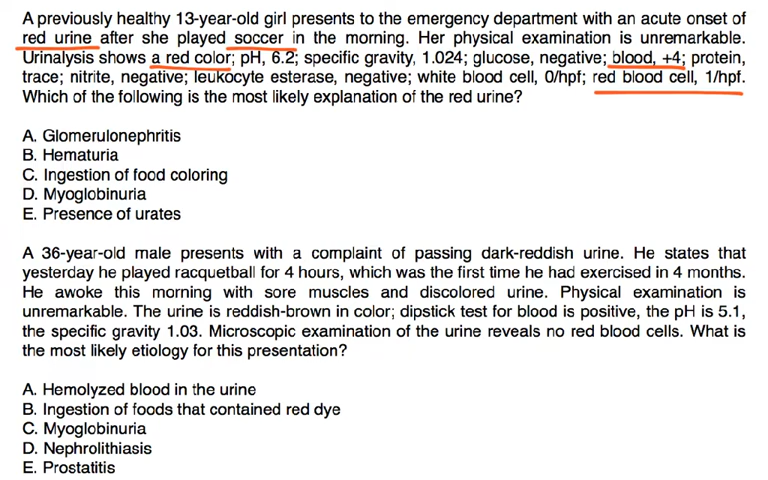 A previously healthy 13-year-old girl presents to the emergency department with an acute onset of
red urine after she played soccer in the morning. Her physical examination is unremarkable.
Urinalysis shows a red color; pH, 6.2; specific gravity, 1.024; glucose, negative; blood, +4; protein,
trace; nitrite, negative; leukocyte esterase, negative; white blood cell, 0/hpf; red blood cell, 1/hpf.
Which of the following is the most likely explanation of the red urine?
A. Glomerulonephritis
B. Hematuria
C. Ingestion of food coloring
D. Myoglobinuria
E. Presence of urates
A 36-year-old male presents with a complaint of passing dark-reddish urine. He states that
yesterday he played racquetball for 4 hours, which was the first time he had exercised in 4 months.
He awoke this morning with sore muscles and discolored urine. Physical examination is
unremarkable. The urine is reddish-brown in color; dipstick test for blood is positive, the pH is 5.1,
the specific gravity 1.03. Microscopic examination of the urine reveals no red blood cells. What is
the most likely etiology for this presentation?
A. Hemolyzed blood in the urine
B. Ingestion of foods that contained red dye
C. Myoglobinuria
D. Nephrolithiasis
E. Prostatitis